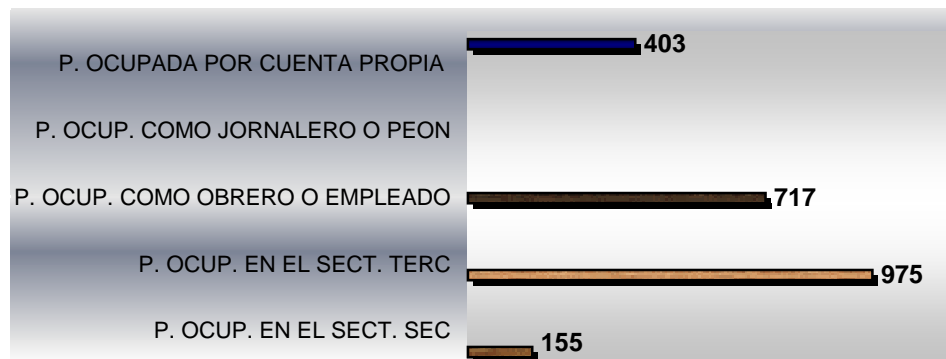 P. OCUPADA POR CUENTA PROPIA 403
P. OCUP. COMO JORNALERO O PEON
P. OCUP. COMO OBRERO O EMPLEADO 717
P. OCUP. EN EL SECT. TERC 975
P. OCUP. EN EL SECT. SEC 155